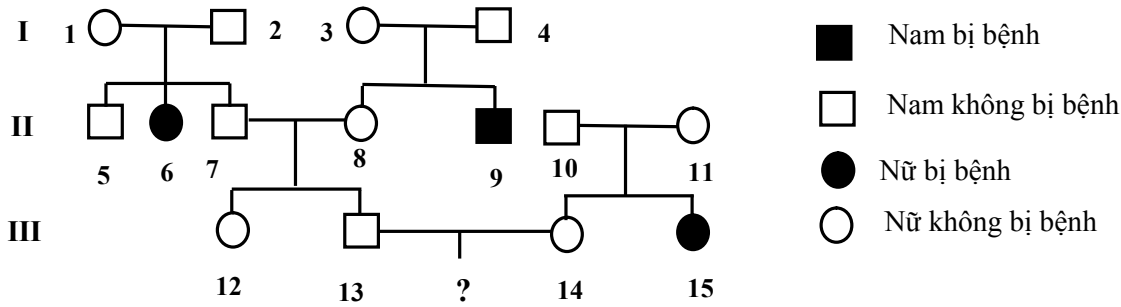 I 1 2 3 4
Nam bị bệnh
Nam không bị bệnh
II
5 6 7 8 9 10 11
Nữ bị bệnh
Nữ không bị bệnh
III
12 13 ? 14 15